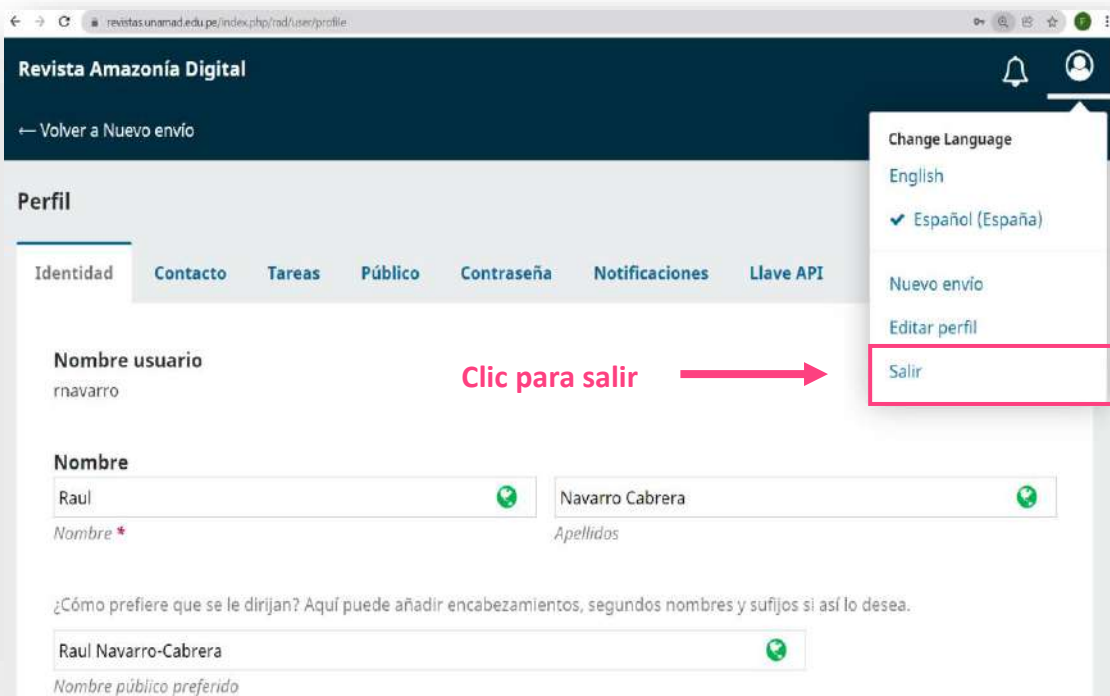 revistas.unamad.edu.pe/index.php/rad/user/profile
F
Revista Amazonía Digital
← Volver a Nuevo envío
Change Language
English
✔ Español (España)
Nuevo envío
Editar perfil
Salir
Perfil
Identidad Contacto Tareas Público Contraseña Notificaciones Llave API
Nombre usuario
rnavarro
Clic para salir
Nombre
Raul Navarro Cabrera
Nombre * Apellidos
¿Cómo prefiere que se le dirijan? Aquí puede añadir encabezamientos, segundos nombres y sufijos si así lo desea.
Raul Navarro-Cabrera
Nombre público preferido